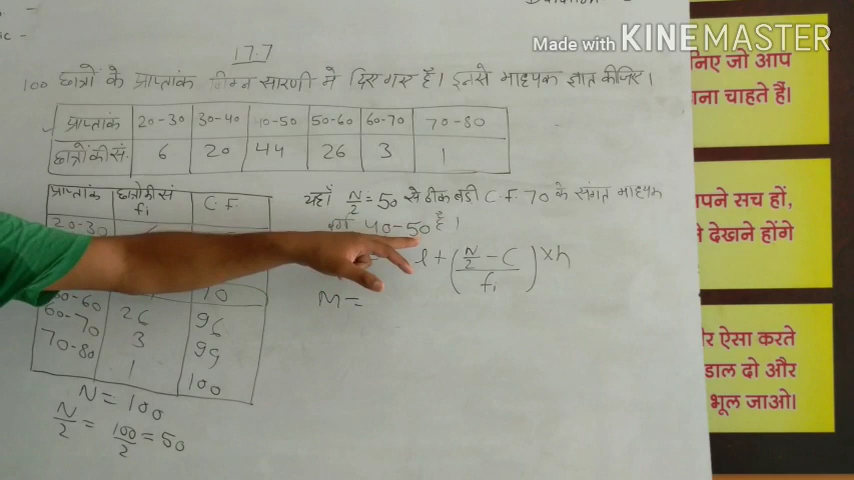 Made with KINEMASTER
17.7
100 छात्रों के प्राप्तांक निम्न सारणी में दिए गए हैं। इनसे माध्यक ज्ञात कीजिए।
प्राप्तांक 20-30 30-40 40-50 50-60 60-70 70-80
छात्रों की सं. 6 20 44 26 3 1
प्राप्तांक छात्रों की सं fi C.F.
यहाँ N/2 = 50 से ठीक बड़ी C.F. 70 के संगत माध्यक
वर्ग 40-50 है।
20-30
l + ( (N/2 - C) / fi ) × h
M =
60-70 26 96
70-80 3 99
1 100
N = 100
N/2 = 100/2 = 50
जो आप
ना चाहते हैं।
सच हों,
देखने होंगे
ऐसा करते
डाल दो और
भूल जाओ।